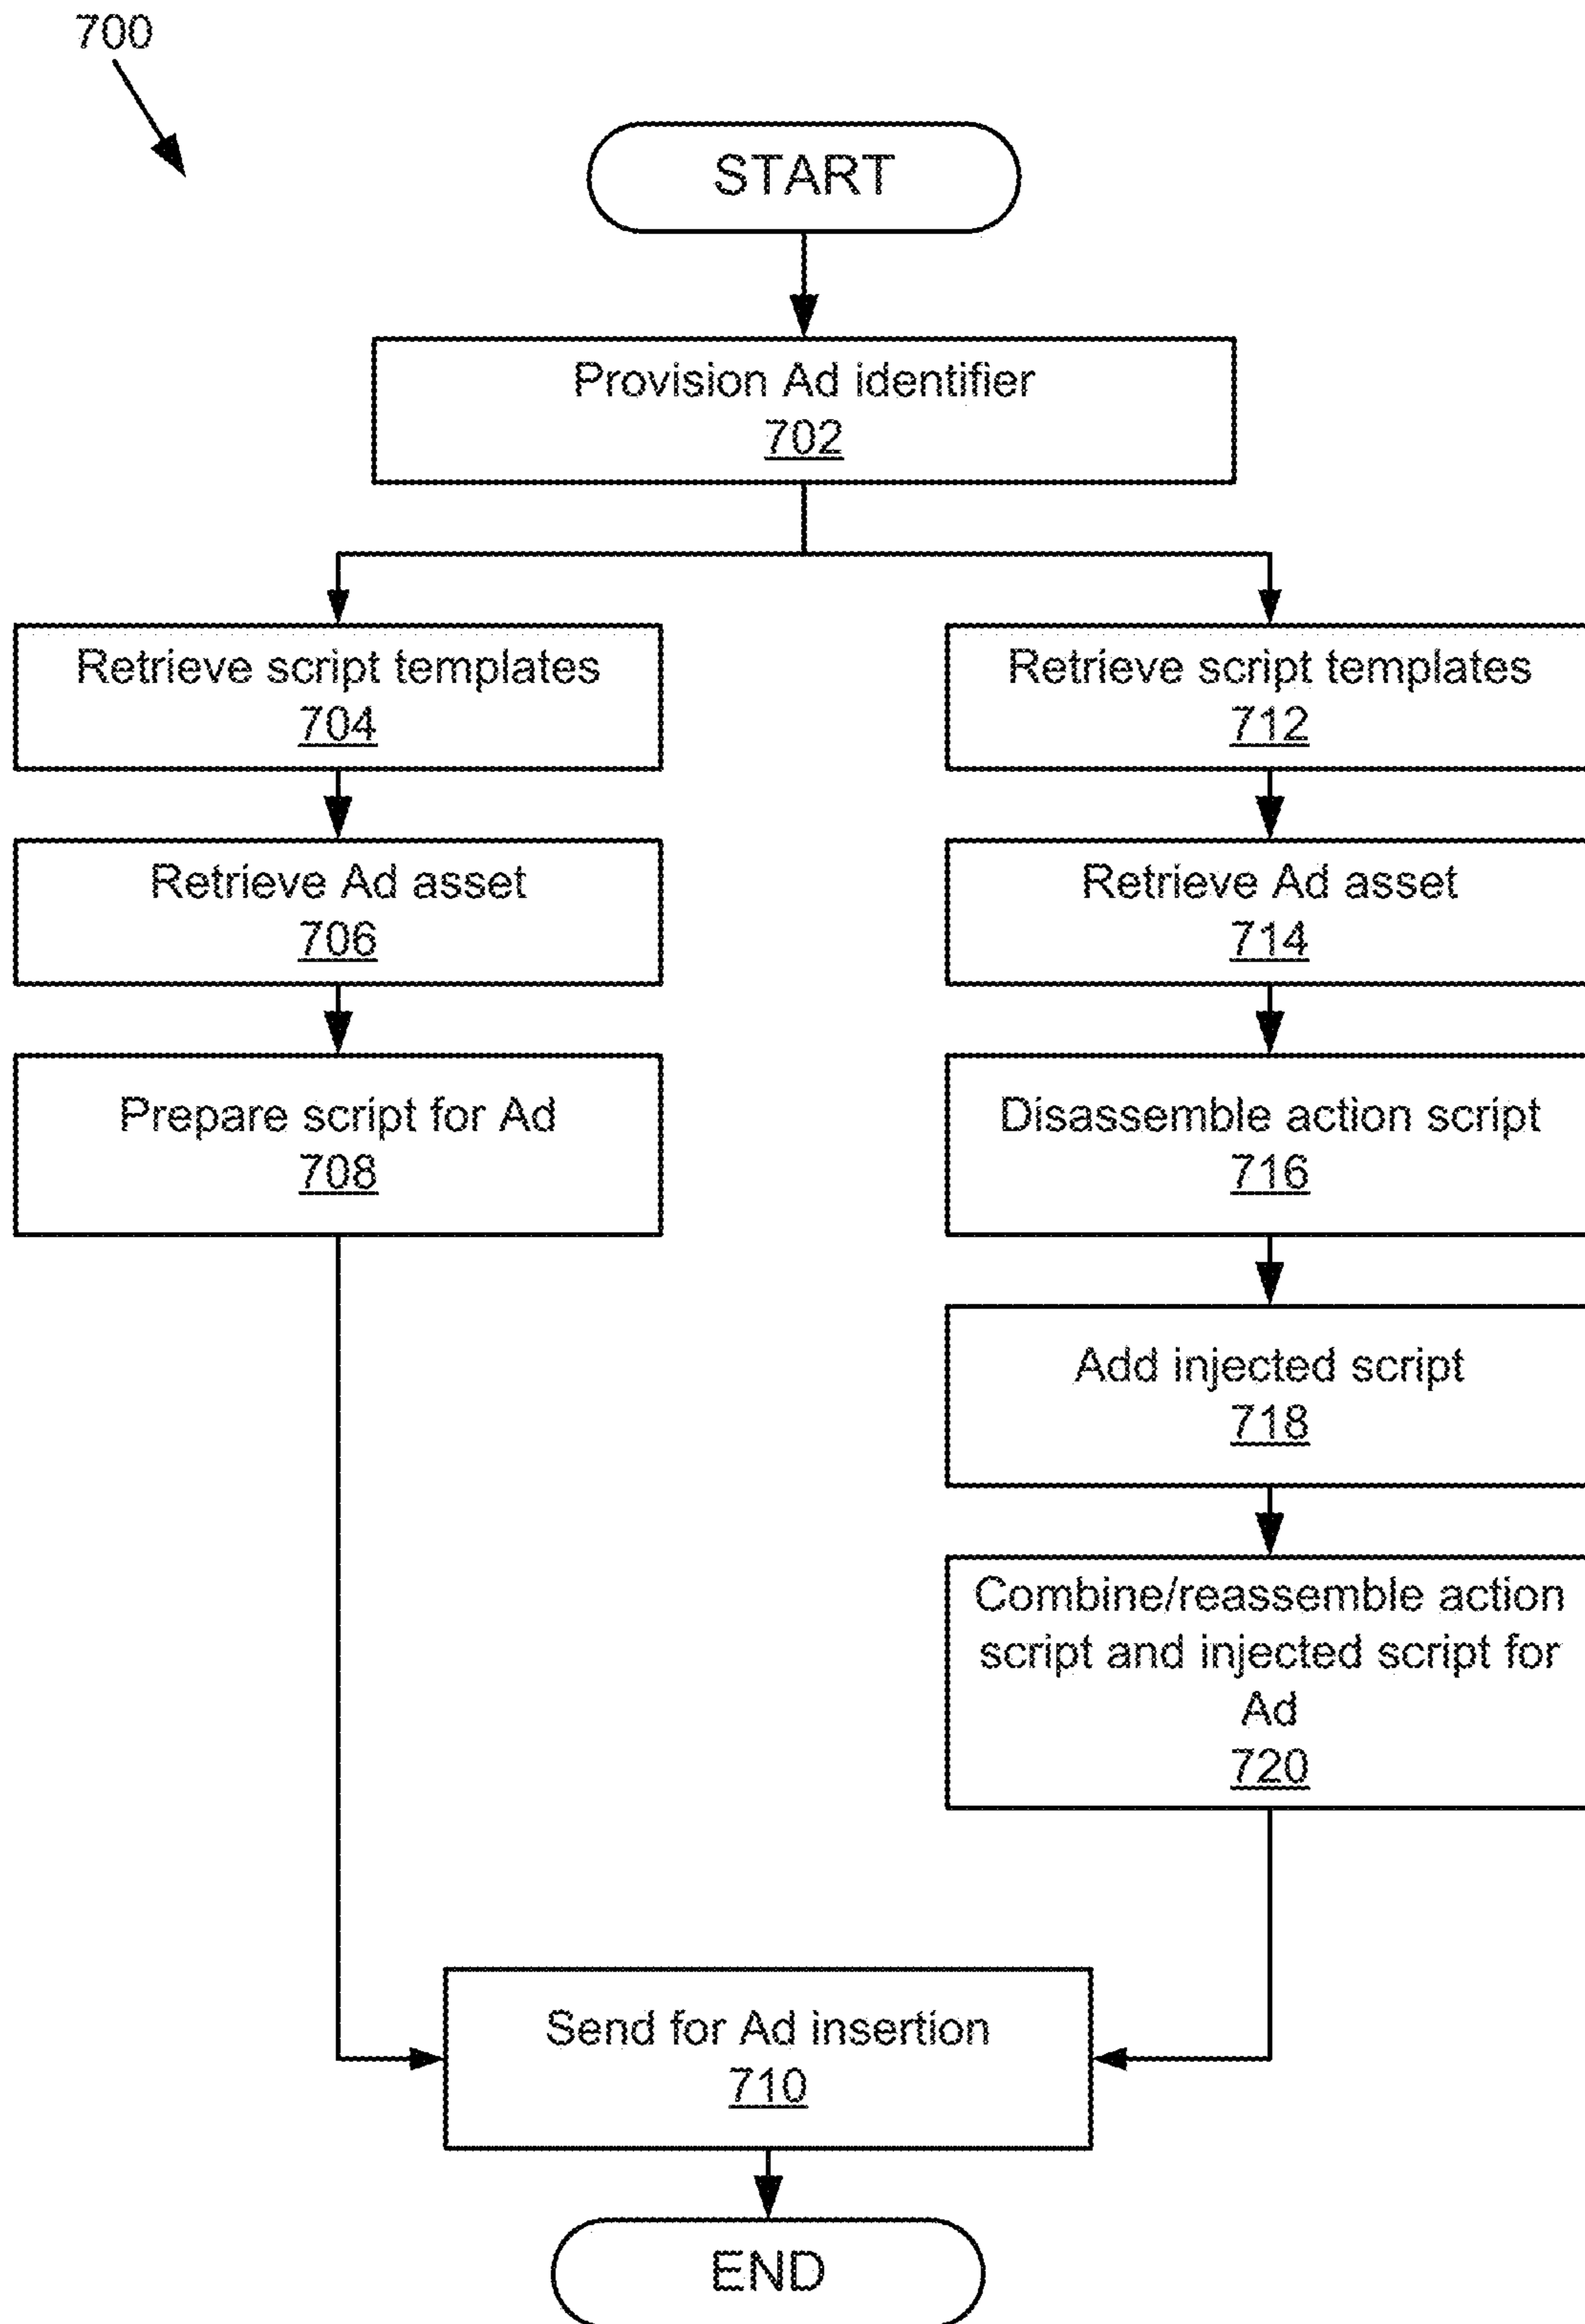 700
START
Provision Ad identifier
702
Retrieve script templates
704
Retrieve Ad asset
706
Prepare script for Ad
708
Retrieve script templates
712
Retrieve Ad asset
714
Disassemble action script
716
Add injected script
718
Combine/reassemble action
script and injected script for
Ad
720
Send for Ad insertion
710
END